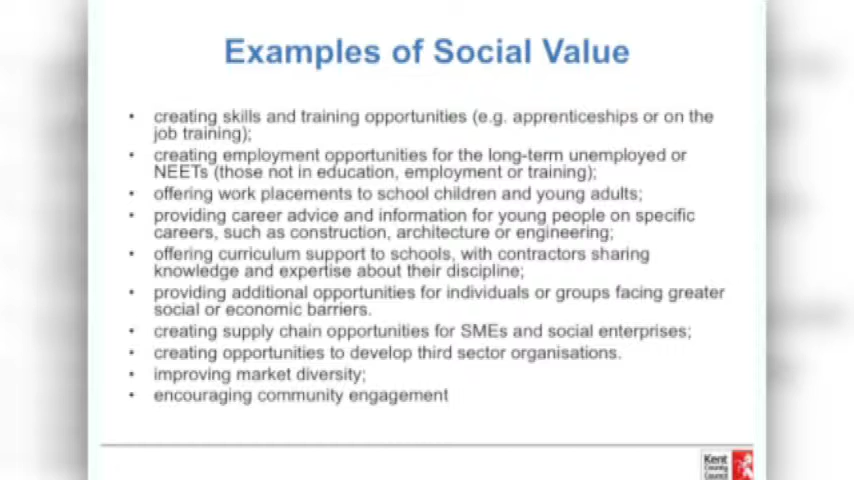 Examples of Social Value
• creating skills and training opportunities (e.g. apprenticeships or on the
job training);
• creating employment opportunities for the long-term unemployed or
NEETs (those not in education, employment or training);
• offering work placements to school children and young adults;
• providing career advice and information for young people on specific
careers, such as construction, architecture or engineering;
• offering curriculum support to schools, with contractors sharing
knowledge and expertise about their discipline;
• providing additional opportunities for individuals or groups facing greater
social or economic barriers.
• creating supply chain opportunities for SMEs and social enterprises;
• creating opportunities to develop third sector organisations.
• improving market diversity;
• encouraging community engagement
Kent
County
Council